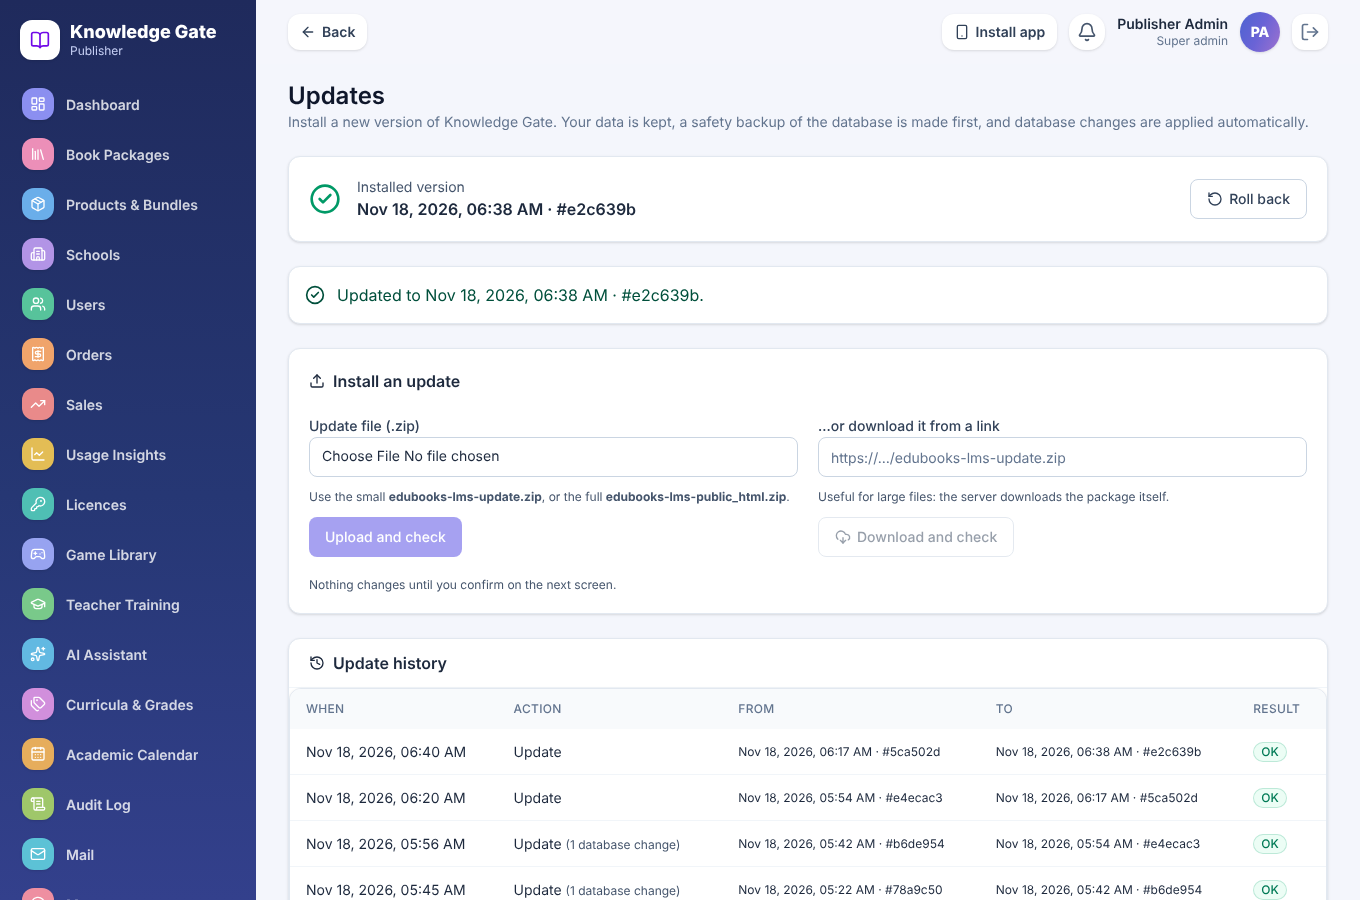 Knowledge Gate
Publisher
Dashboard
Book Packages
Products & Bundles
Schools
Users
Orders
Sales
Usage Insights
Licences
Game Library
Teacher Training
AI Assistant
Curricula & Grades
Academic Calendar
Audit Log
Mail
Back
Install app
Publisher Admin
Super admin
PA
Updates
Install a new version of Knowledge Gate. Your data is kept, a safety backup of the database is made first, and database changes are applied automatically.
Installed version
Nov 18, 2026, 06:38 AM · #e2c639b
Roll back
Updated to Nov 18, 2026, 06:38 AM · #e2c639b.
Install an update
Update file (.zip)
Choose File No file chosen
Use the small edubooks-lms-update.zip, or the full edubooks-lms-public_html.zip.
Upload and check
...or download it from a link
https://.../edubooks-lms-update.zip
Useful for large files: the server downloads the package itself.
Download and check
Nothing changes until you confirm on the next screen.
Update history
WHEN ACTION FROM TO RESULT
Nov 18, 2026, 06:40 AM Update Nov 18, 2026, 06:17 AM · #5ca502d Nov 18, 2026, 06:38 AM · #e2c639b OK
Nov 18, 2026, 06:20 AM Update Nov 18, 2026, 05:54 AM · #e4ecac3 Nov 18, 2026, 06:17 AM · #5ca502d OK
Nov 18, 2026, 05:56 AM Update (1 database change) Nov 18, 2026, 05:42 AM · #b6de954 Nov 18, 2026, 05:54 AM · #e4ecac3 OK
Nov 18, 2026, 05:45 AM Update (1 database change) Nov 18, 2026, 05:22 AM · #78a9c50 Nov 18, 2026, 05:42 AM · #b6de954 OK